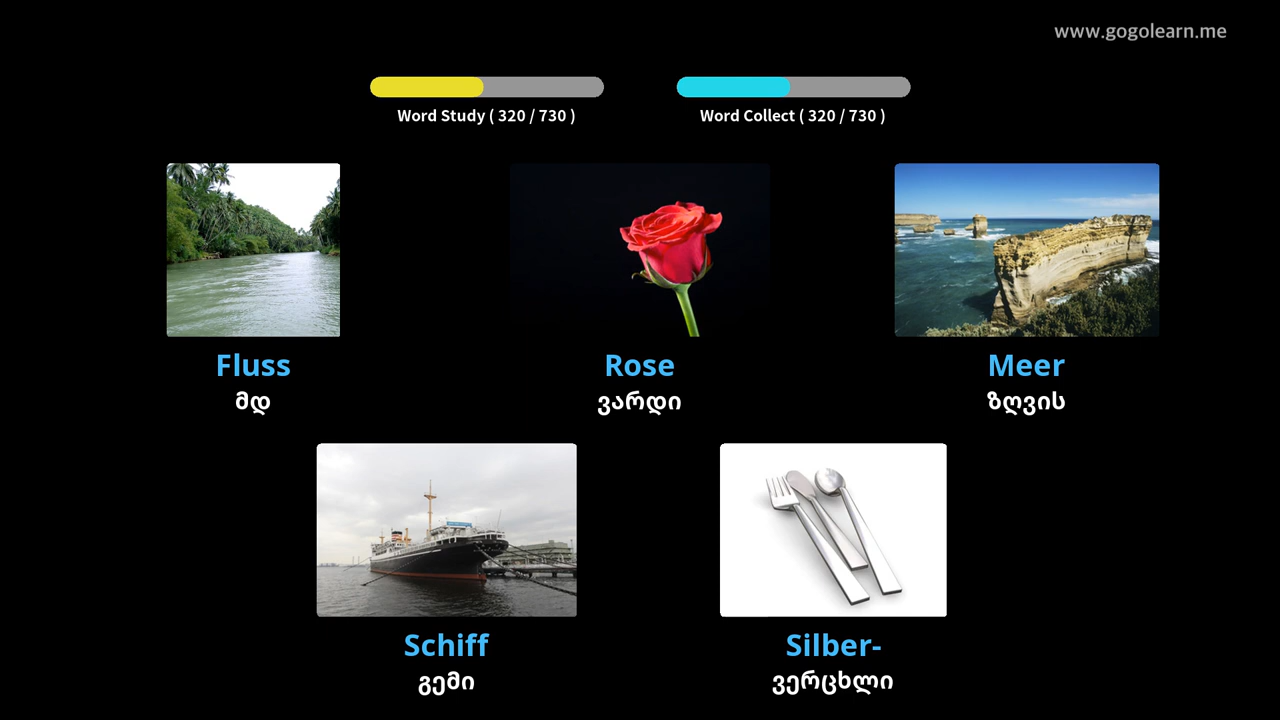 www.gogolearn.me
Word Study ( 320 / 730 )
Word Collect ( 320 / 730 )
Fluss
მდ
Rose
ვარდი
Meer
ზღვის
Schiff
გემი
Silber-
ვერცხლი